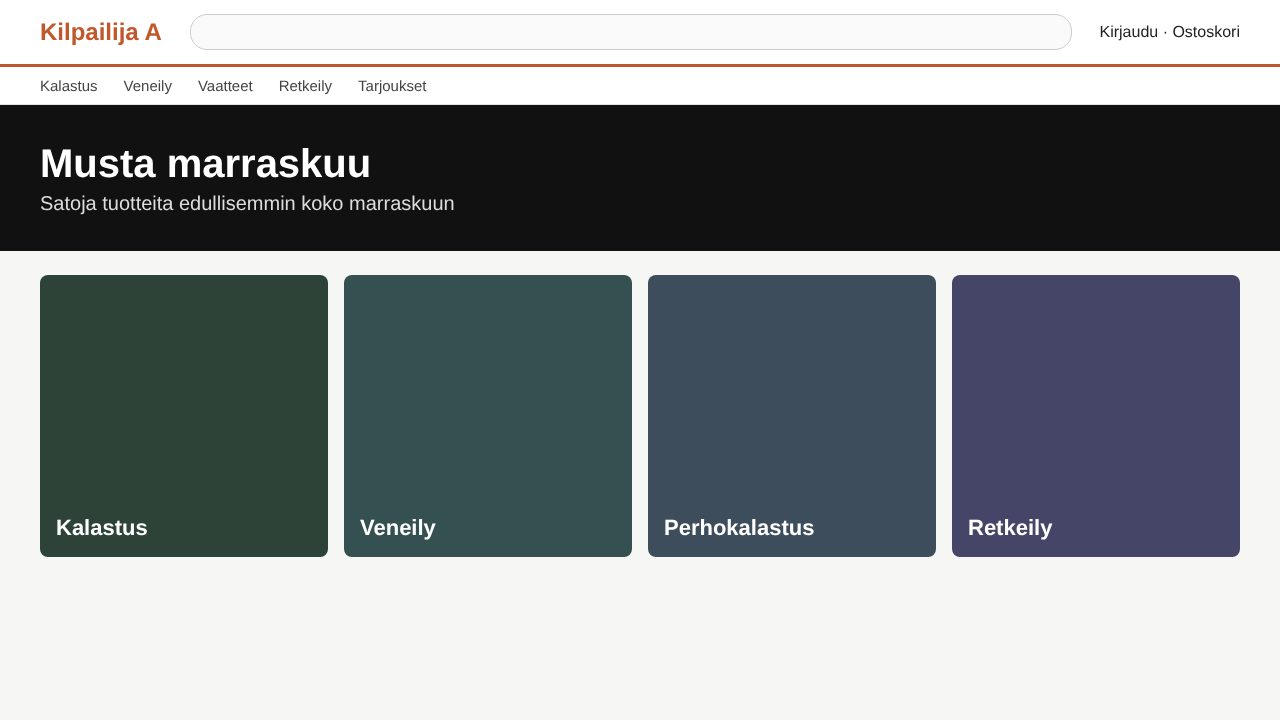 Kilpailija A
Kirjaudu · Ostoskori
Kalastus Veneily Vaatteet Retkeily Tarjoukset
Musta marraskuu
Satoja tuotteita edullisemmin koko marraskuun
Kalastus
Veneily
Perhokalastus
Retkeily